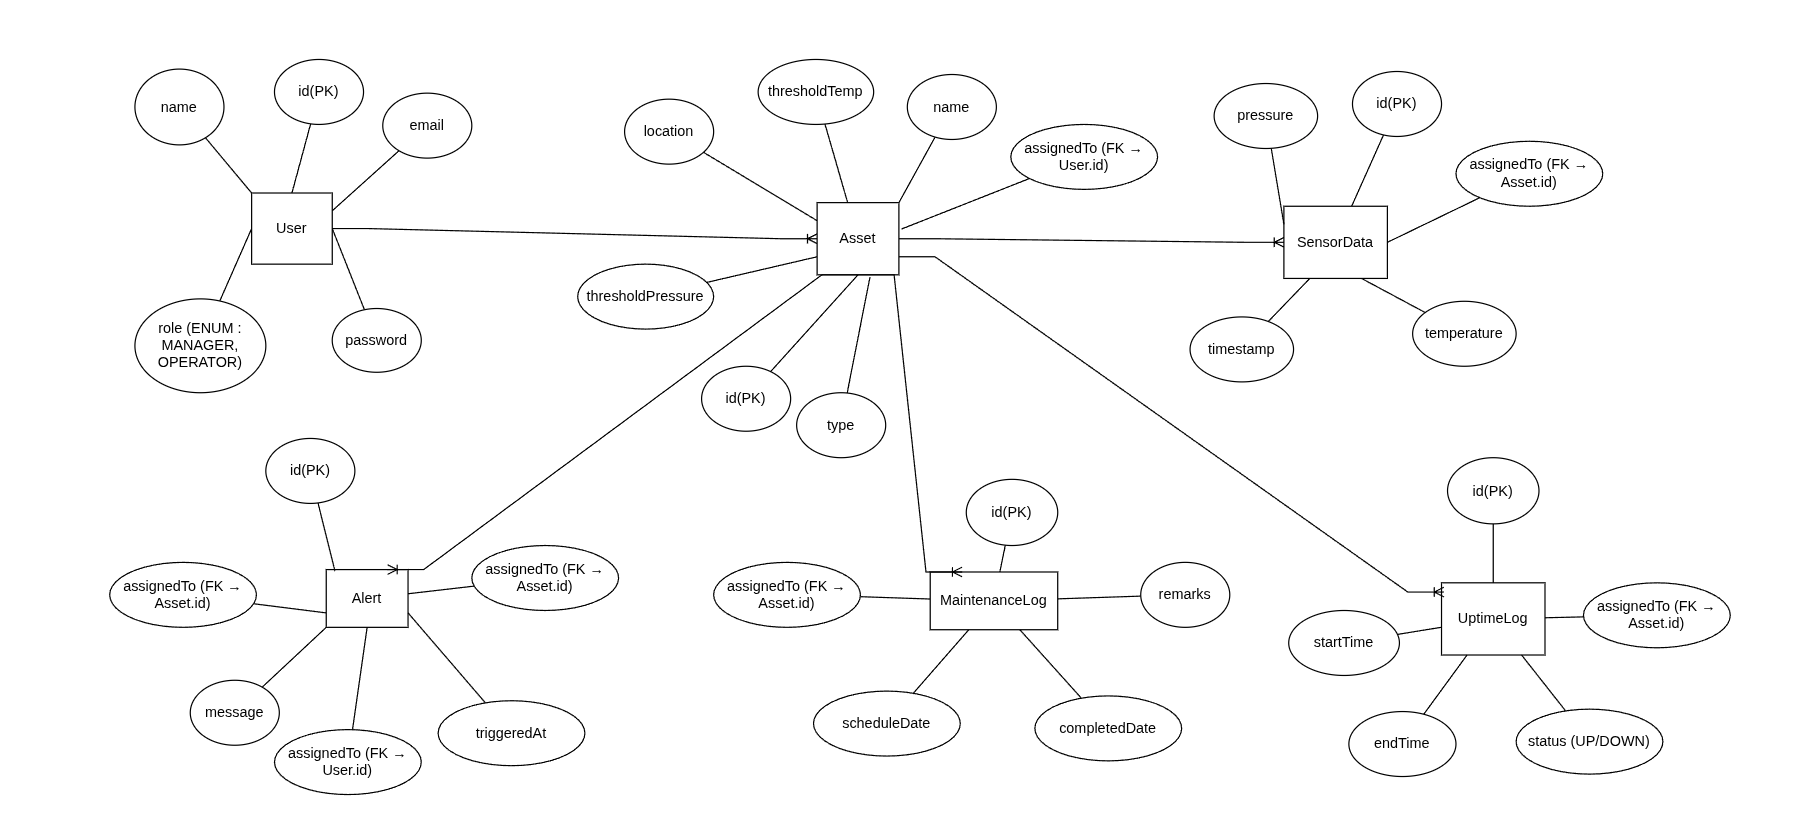 name
id(PK)
email
User
role (ENUM :
MANAGER,
OPERATOR)
password
location
thresholdTemp
name
assignedTo (FK →
User.id)
Asset
thresholdPressure
id(PK)
type
pressure
id(PK)
assignedTo (FK →
Asset.id)
SensorData
timestamp
temperature
id(PK)
assignedTo (FK →
Asset.id)
Alert
assignedTo (FK →
Asset.id)
message
assignedTo (FK →
User.id)
triggeredAt
id(PK)
assignedTo (FK →
Asset.id)
MaintenanceLog
remarks
scheduleDate
completedDate
id(PK)
UptimeLog
assignedTo (FK →
Asset.id)
startTime
endTime
status (UP/DOWN)